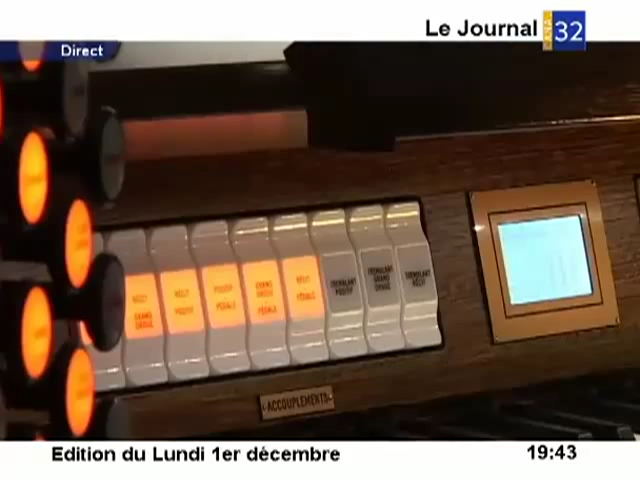 Le Journal CANAL 32
Direct
RECIT GRAND ORGUE
RECIT POSITIF
POSITIF PEDALE
GRAND ORGUE PEDALE
RECIT PEDALE
TREMBLANT POSITIF
TREMBLANT GRAND ORGUE
TREMBLANT RECIT
ACCOUPLEMENTS
Edition du Lundi 1er décembre
19:43